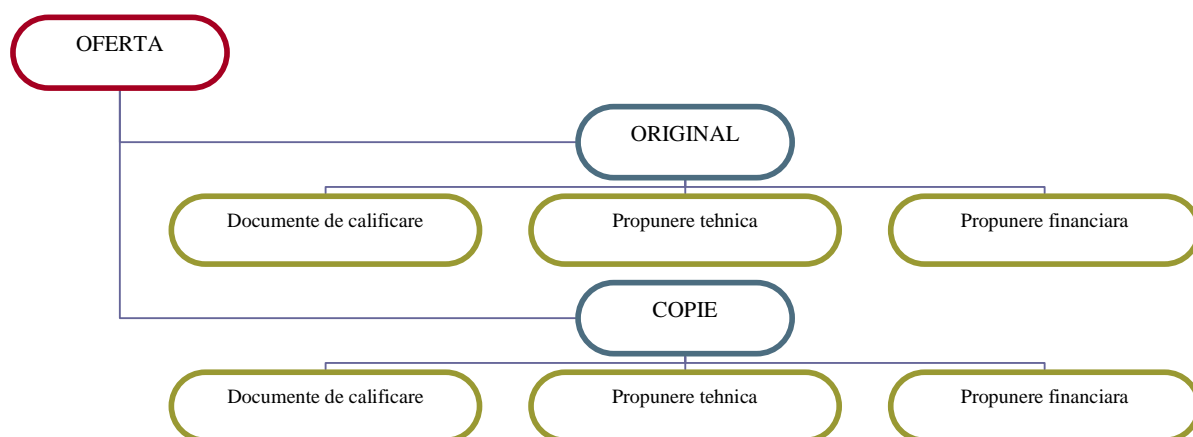 OFERTA
ORIGINAL
Documente de calificare
Propunere tehnica
Propunere financiara
COPIE
Documente de calificare
Propunere tehnica
Propunere financiara